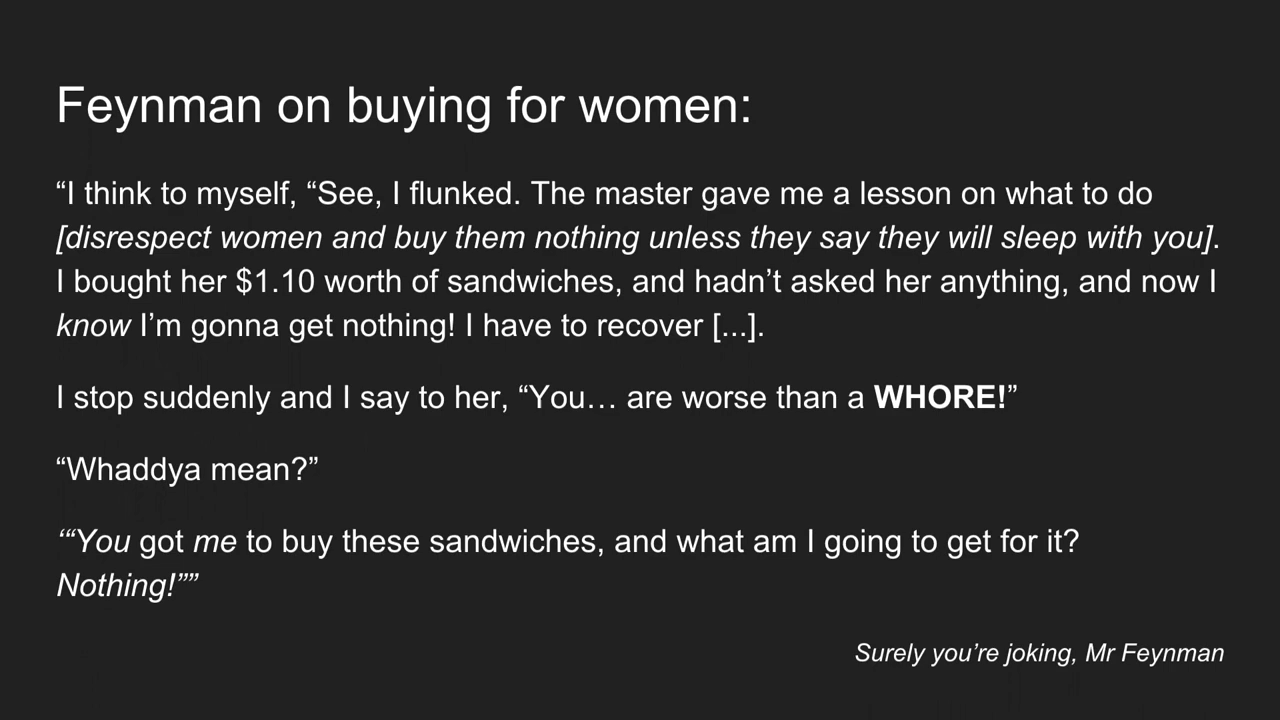 Feynman on buying for women:
“I think to myself, “See, I flunked. The master gave me a lesson on what to do
[disrespect women and buy them nothing unless they say they will sleep with you].
I bought her $1.10 worth of sandwiches, and hadn’t asked her anything, and now I
know I’m gonna get nothing! I have to recover [...].
I stop suddenly and I say to her, “You… are worse than a WHORE!”
“Whaddya mean?”
‘“You got me to buy these sandwiches, and what am I going to get for it?
Nothing!””
Surely you’re joking, Mr Feynman